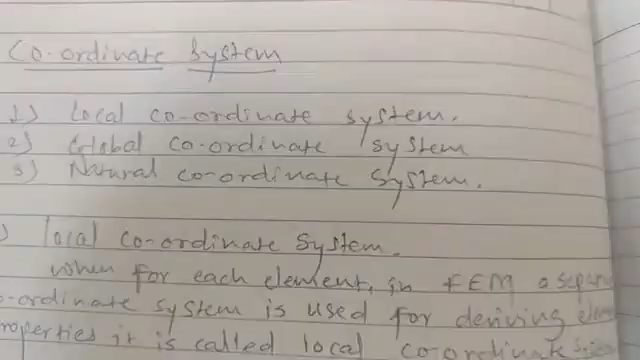 Co-ordinate System
1) Local co-ordinate system.
2) Global co-ordinate system
3) Natural co-ordinate System.
) local co-ordinate System.
when for each element, in FEM a
-ordinate system is used for deriving
properties it is called local co-ordinate